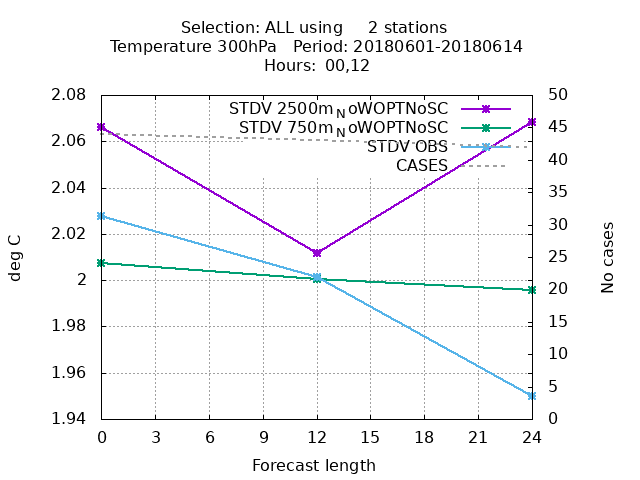 Selection: ALL using 2 stations
Temperature 300hPa Period: 20180601-20180614
Hours: 00,12
2.08
2.06
2.04
2.02
2
1.98
1.96
1.94
deg C
STDV 2500mNoWOPTNoSC
STDV 750mNoWOPTNoSC
STDV OBS
CASES
50
45
40
35
30
25
20
15
10
5
0
No cases
0 3 6 9 12 15 18 21 24
Forecast length